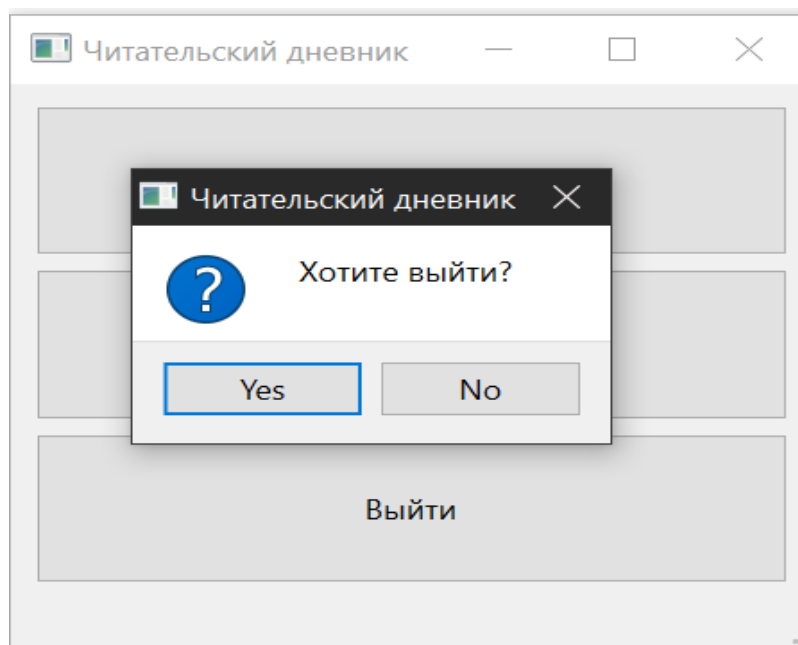 Читательский дневник
Читательский дневник
Хотите выйти?
Yes
No
Выйти